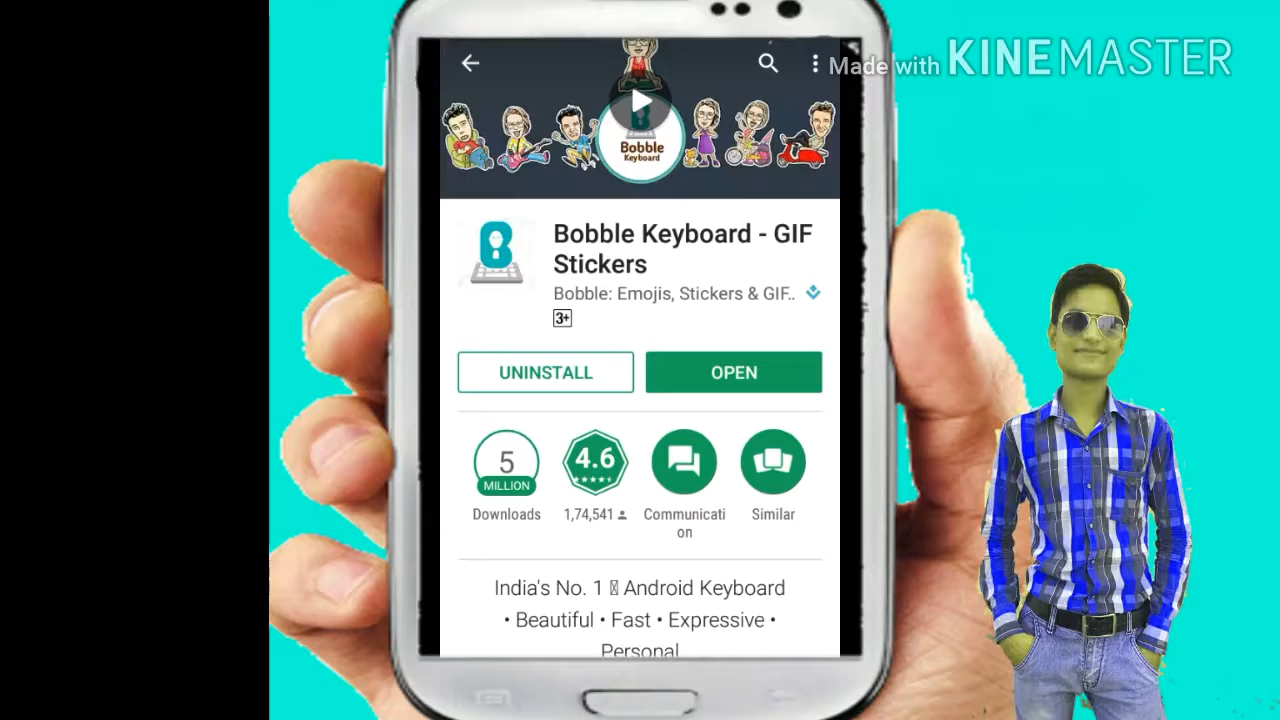 Made with KINEMASTER
Bobble
Keyboard
Bobble Keyboard - GIF
Stickers
Bobble: Emojis, Stickers & GIF..
3+
UNINSTALL
OPEN
5
MILLION
4.6
Downloads
1,74,541
Communicati
on
Similar
India's No. 1 Android Keyboard
• Beautiful • Fast • Expressive •
Personal